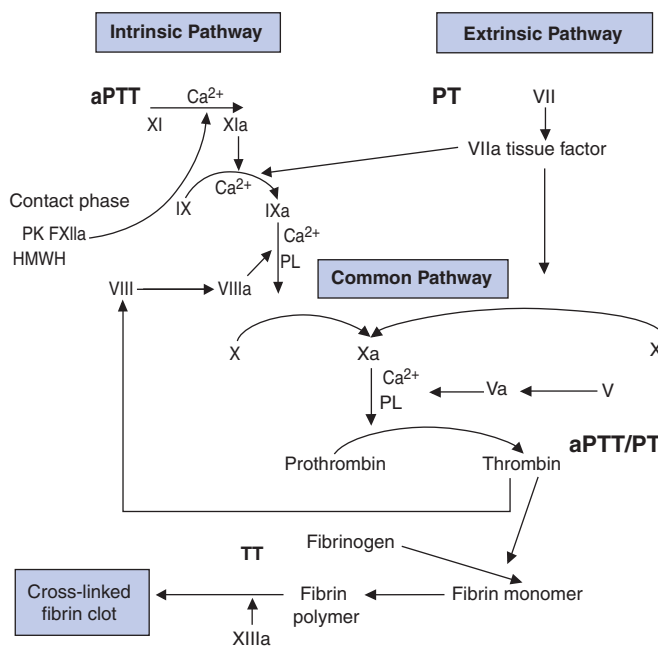 Intrinsic Pathway
Extrinsic Pathway
aPTT
Ca²⁺
XI
XIa
PT
VII
VIIa tissue factor
Contact phase
Ca²⁺
IX
IXa
PK FXIIa
HMWH
Ca²⁺
PL
VIII
VIIIa
Common Pathway
X
Xa
X
Ca²⁺
PL
Va
V
Prothrombin
Thrombin
aPTT/PT
Fibrinogen
TT
Cross-linked
fibrin clot
Fibrin
polymer
Fibrin monomer
XIIIa